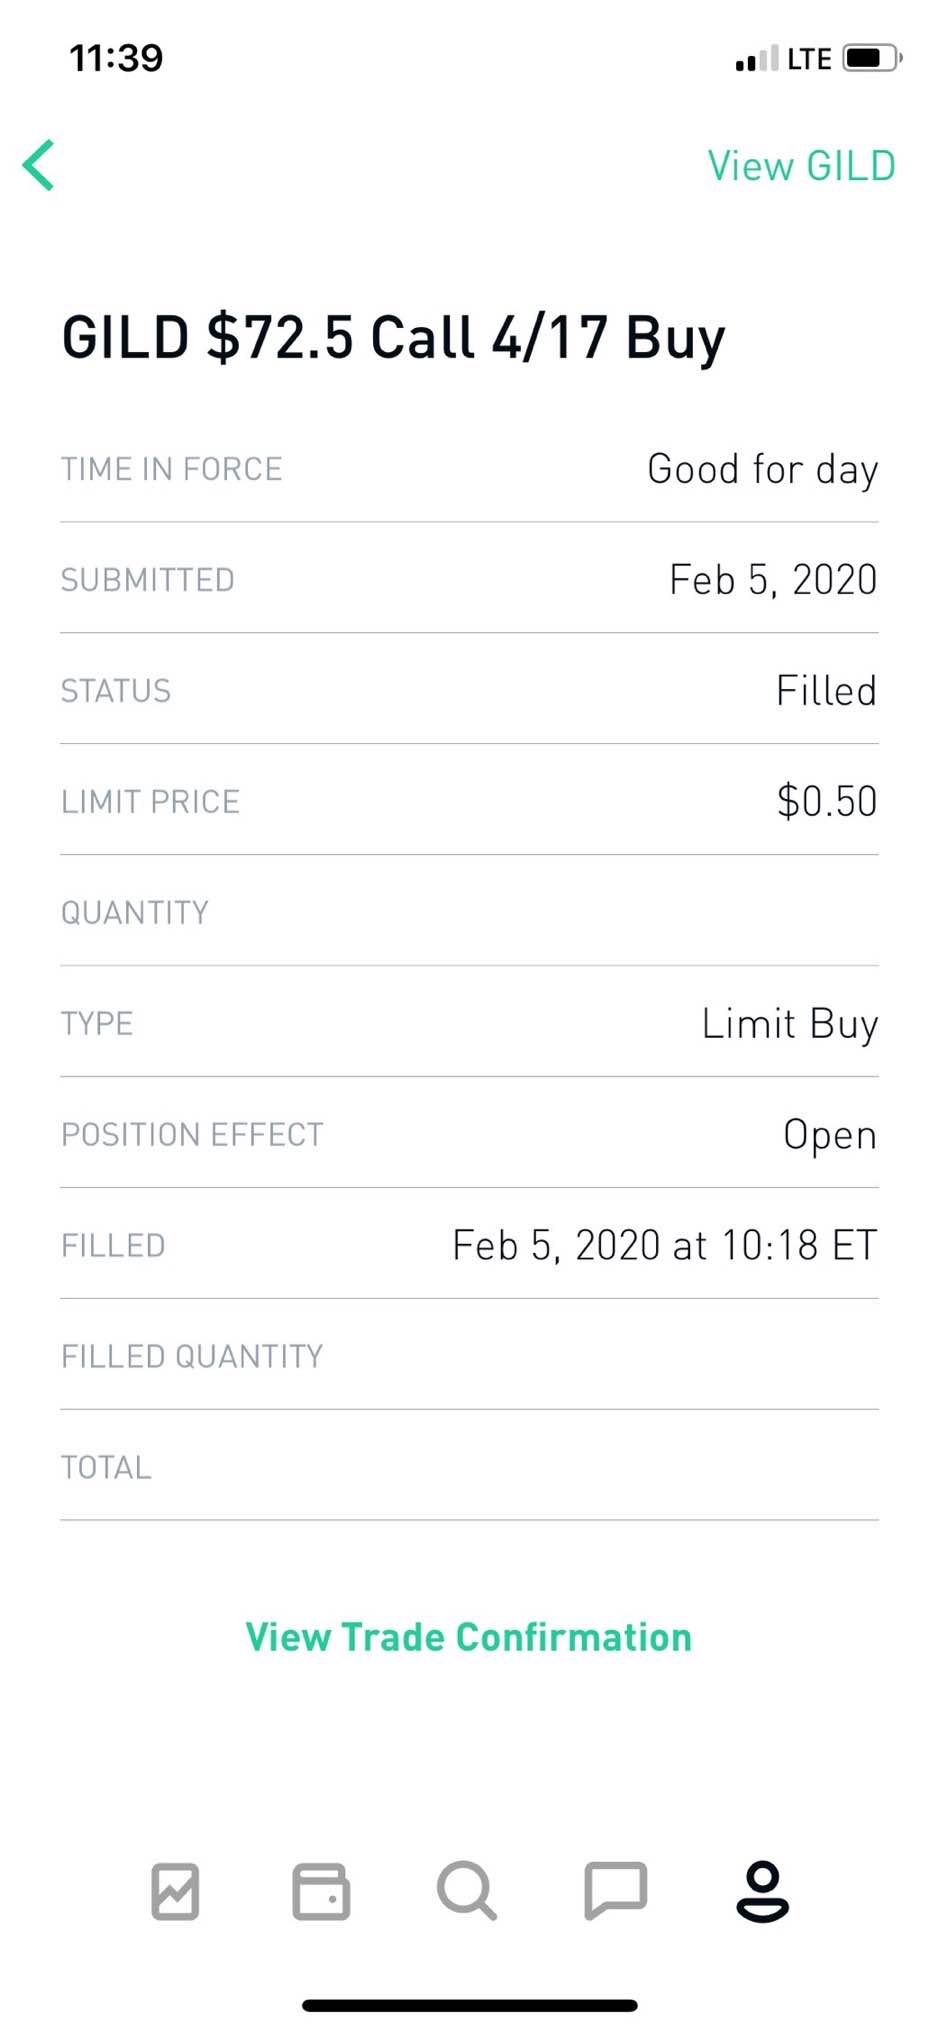 11:39 LTE
View GILD
GILD $72.5 Call 4/17 Buy
TIME IN FORCE Good for day
SUBMITTED Feb 5, 2020
STATUS Filled
LIMIT PRICE $0.50
QUANTITY
TYPE Limit Buy
POSITION EFFECT Open
FILLED Feb 5, 2020 at 10:18 ET
FILLED QUANTITY
TOTAL
View Trade Confirmation